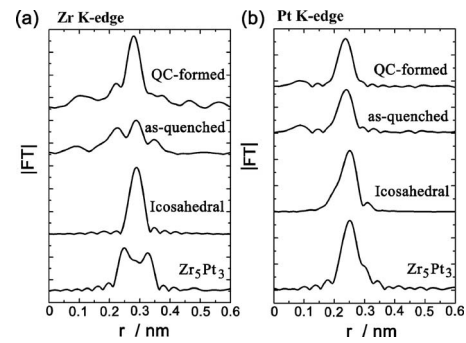 (a) Zr K-edge
QC-formed
as-quenched
Icosahedral
Zr5Pt3
|FT|
0 0.1 0.2 0.3 0.4 0.5 0.6
r / nm
(b) Pt K-edge
QC-formed
as-quenched
Icosahedral
Zr5Pt3
|FT|
0 0.1 0.2 0.3 0.4 0.5 0.6
r / nm